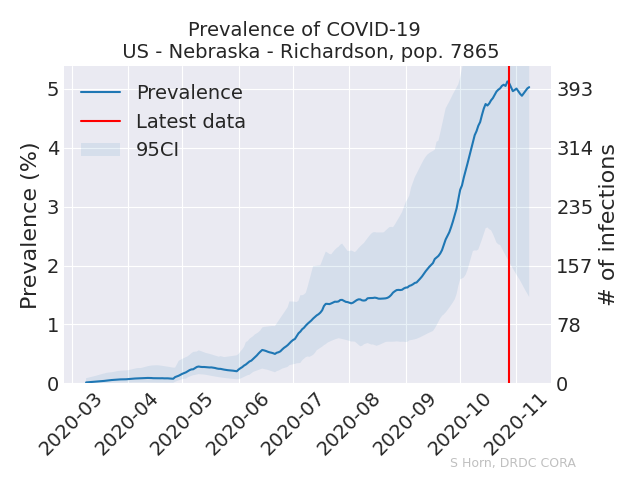 Prevalence of COVID-19
US - Nebraska - Richardson, pop. 7865
Prevalence
Latest data
95CI
Prevalence (%)
5
4
3
2
1
0
393
314
235
157
78
0
# of infections
2020-03
2020-04
2020-05
2020-06
2020-07
2020-08
2020-09
2020-10
2020-11
S Horn, DRDC CORA